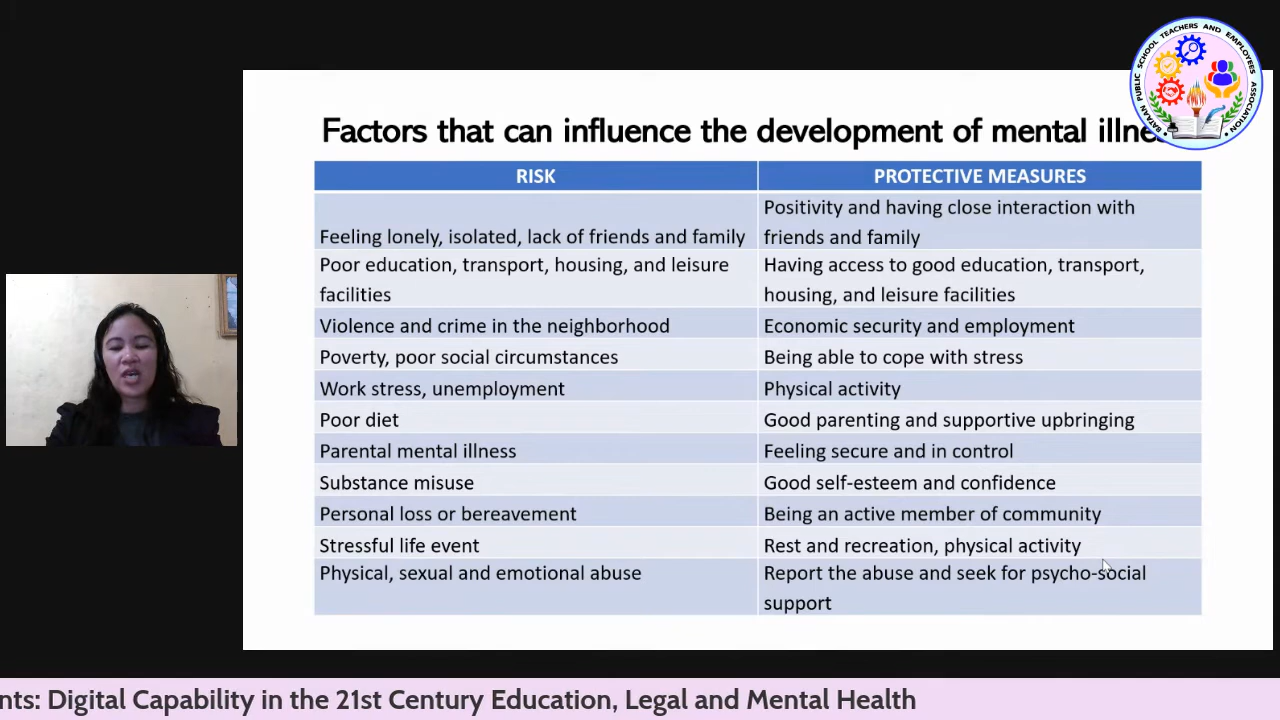 BATAAN PUBLIC SCHOOL TEACHERS AND EMPLOYEES ASSOCIATION
Factors that can influence the development of mental
RISK
PROTECTIVE MEASURES
Feeling lonely, isolated, lack of friends and family
Positivity and having close interaction with
friends and family
Poor education, transport, housing, and leisure
facilities
Having access to good education, transport,
housing, and leisure facilities
Violence and crime in the neighborhood
Economic security and employment
Poverty, poor social circumstances
Being able to cope with stress
Work stress, unemployment
Physical activity
Poor diet
Good parenting and supportive upbringing
Parental mental illness
Feeling secure and in control
Substance misuse
Good self-esteem and confidence
Personal loss or bereavement
Being an active member of community
Stressful life event
Rest and recreation, physical activity
Physical, sexual and emotional abuse
Report the abuse and seek for psycho-social
support
nts: Digital Capability in the 21st Century Education, Legal and Mental Health